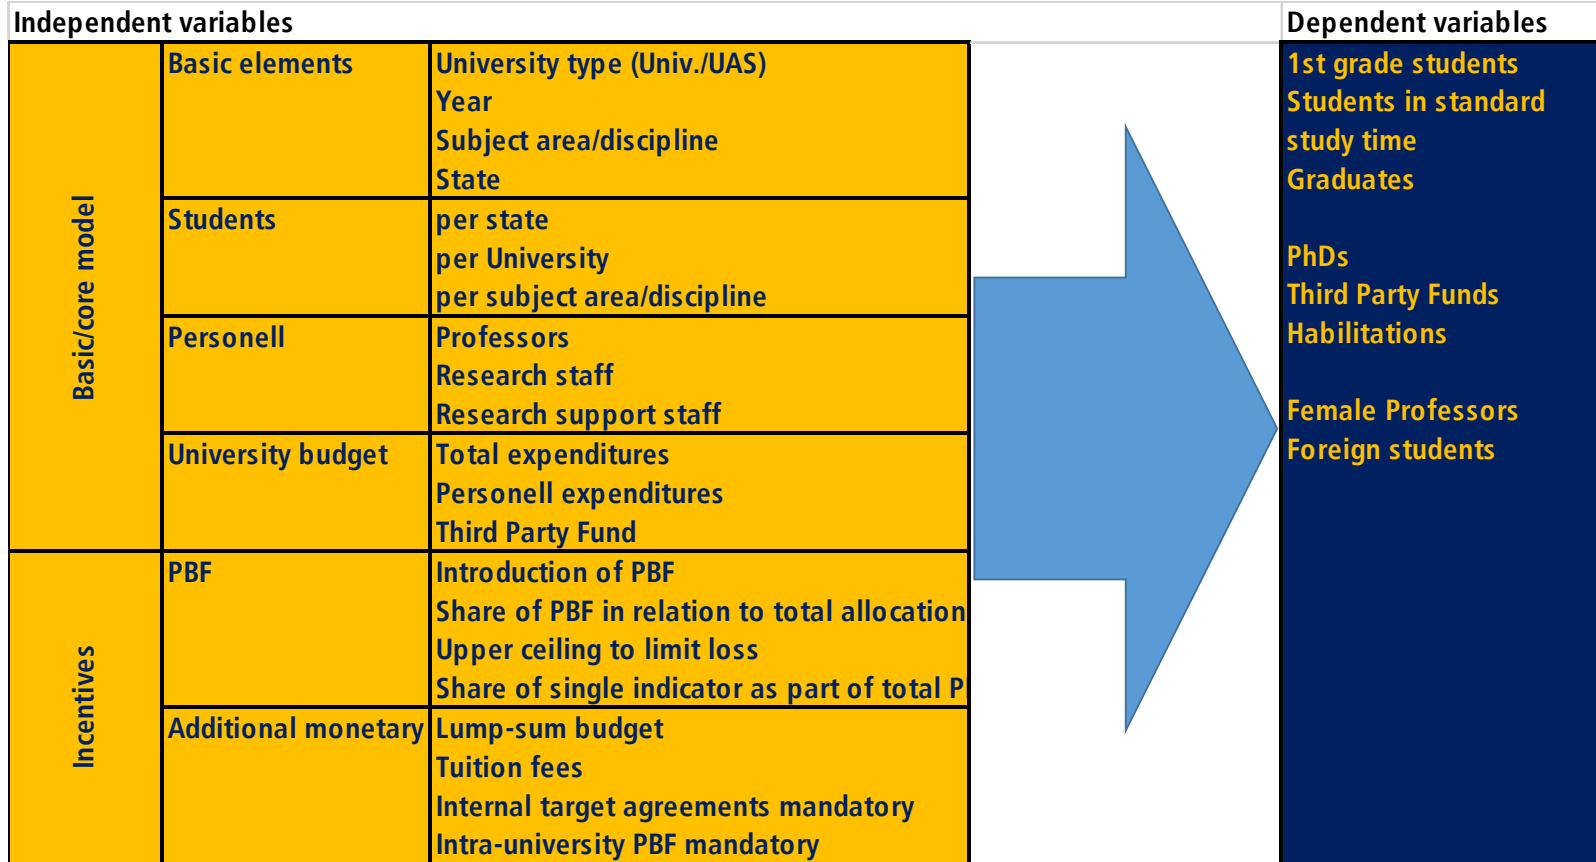 Independent variables
Dependent variables
Basic/core model
Basic elements
University type (Univ./UAS)
Year
Subject area/discipline
State
Students
per state
per University
per subject area/discipline
Personell
Professors
Research staff
Research support staff
University budget
Total expenditures
Personell expenditures
Third Party Fund
Incentives
PBF
Introduction of PBF
Share of PBF in relation to total allocation
Upper ceiling to limit loss
Share of single indicator as part of total
Additional monetary
Lump-sum budget
Tuition fees
Internal target agreements mandatory
Intra-university PBF mandatory
1st grade students
Students in standard
study time
Graduates
PhDs
Third Party Funds
Habilitations
Female Professors
Foreign students